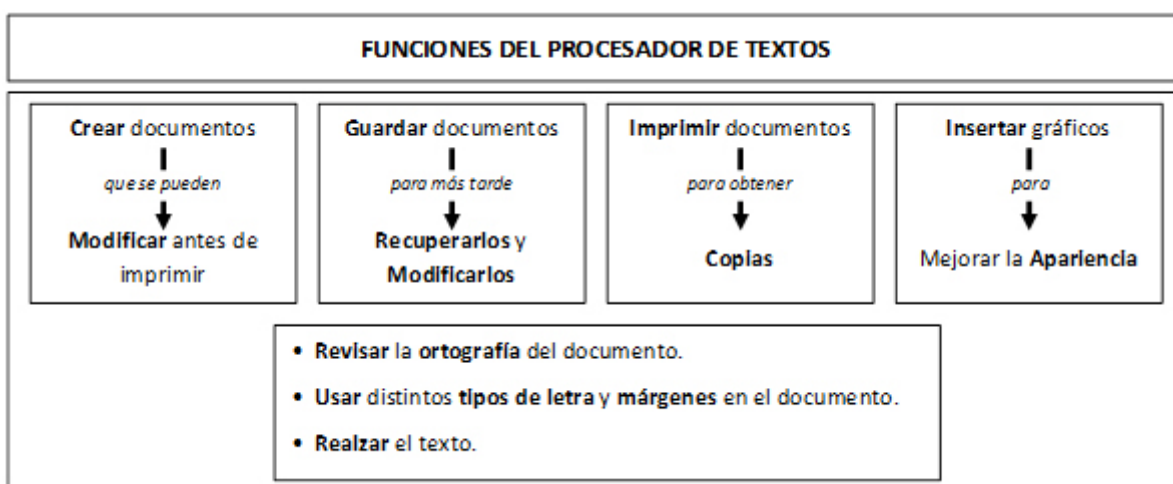 FUNCIONES DEL PROCESADOR DE TEXTOS
Crear documentos
que se pueden
Modificar antes de
imprimir
Guardar documentos
para más tarde
Recuperarlos y
Modificarlos
Imprimir documentos
para obtener
Copias
Insertar gráficos
para
Mejorar la Apariencia
• Revisar la ortografía del documento.
• Usar distintos tipos de letra y márgenes en el documento.
• Realzar el texto.